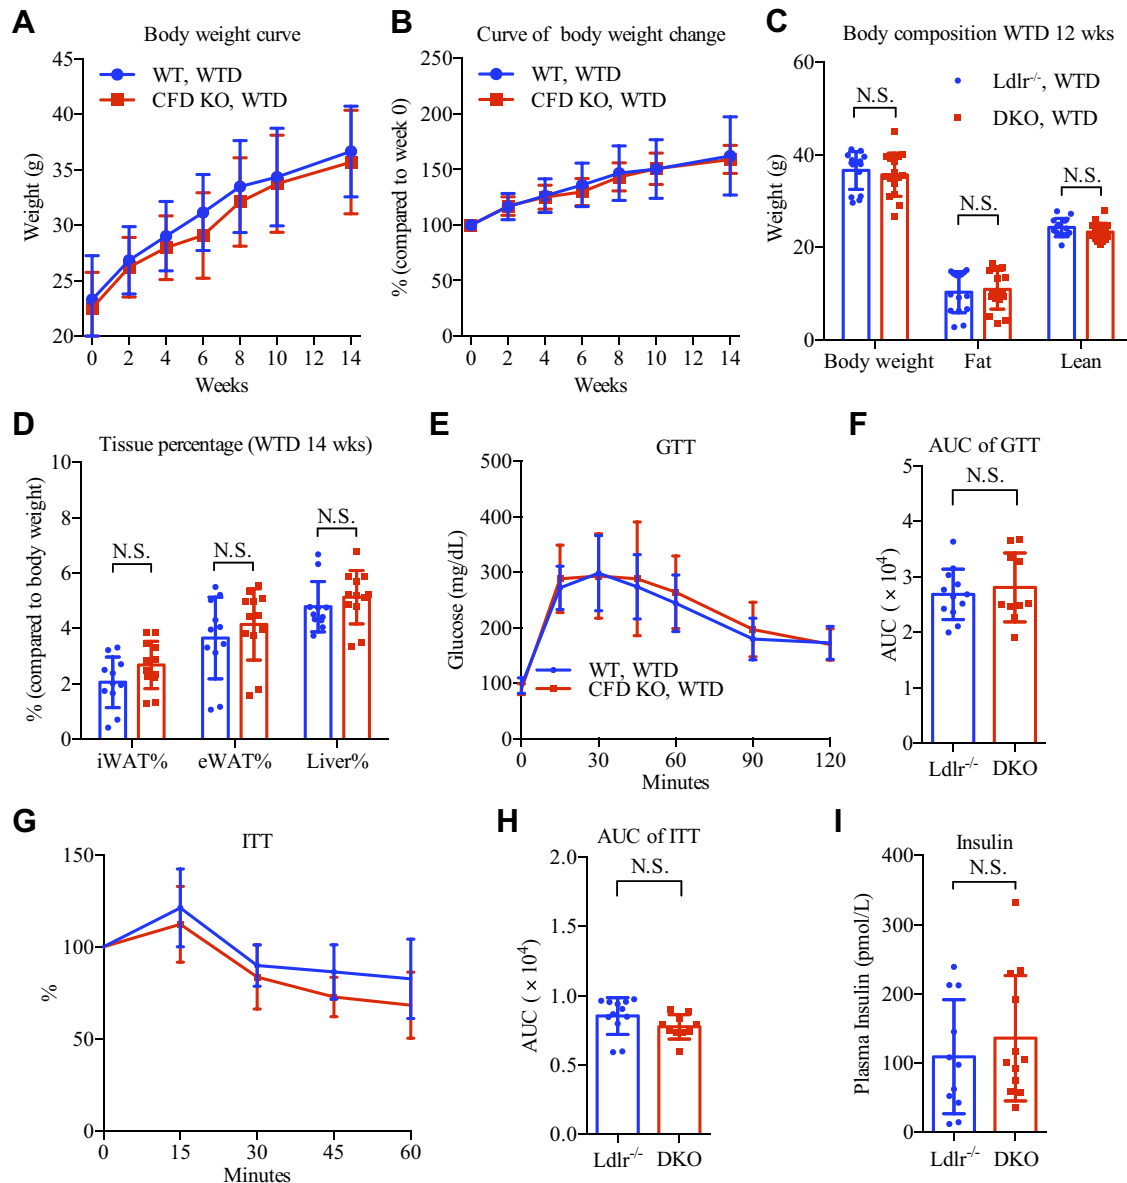 A
Body weight curve
WT, WTD
CFD KO, WTD
Weight (g)
45
40
35
30
25
20
0 2 4 6 8 10 12 14
Weeks
B
Curve of body weight change
WT, WTD
CFD KO, WTD
% (compared to week 0)
250
200
150
100
50
0
0 2 4 6 8 10 12 14
Weeks
C
Body composition WTD 12 wks
Ldlr-/-, WTD
DKO, WTD
Weight (g)
60
40
20
0
N.S.
N.S.
N.S.
Body weight Fat Lean
D
Tissue percentage (WTD 14 wks)
% (compared to body weight)
10
8
6
4
2
0
N.S.
N.S.
N.S.
iWAT% eWAT% Liver%
E
GTT
Glucose (mg/dL)
500
400
300
200
100
0
WT, WTD
CFD KO, WTD
0 30 60 90 120
Minutes
F
AUC of GTT
N.S.
AUC ( × 10⁴)
5
4
3
2
1
0
Ldlr-/- DKO
G
ITT
%
150
100
50
0
0 15 30 45 60
Minutes
H
AUC of ITT
N.S.
AUC ( × 10⁴)
2.0
1.5
1.0
0.5
0.0
Ldlr-/- DKO
I
Insulin
N.S.
Plasma Insulin (pmol/L)
400
300
200
100
0
Ldlr-/- DKO